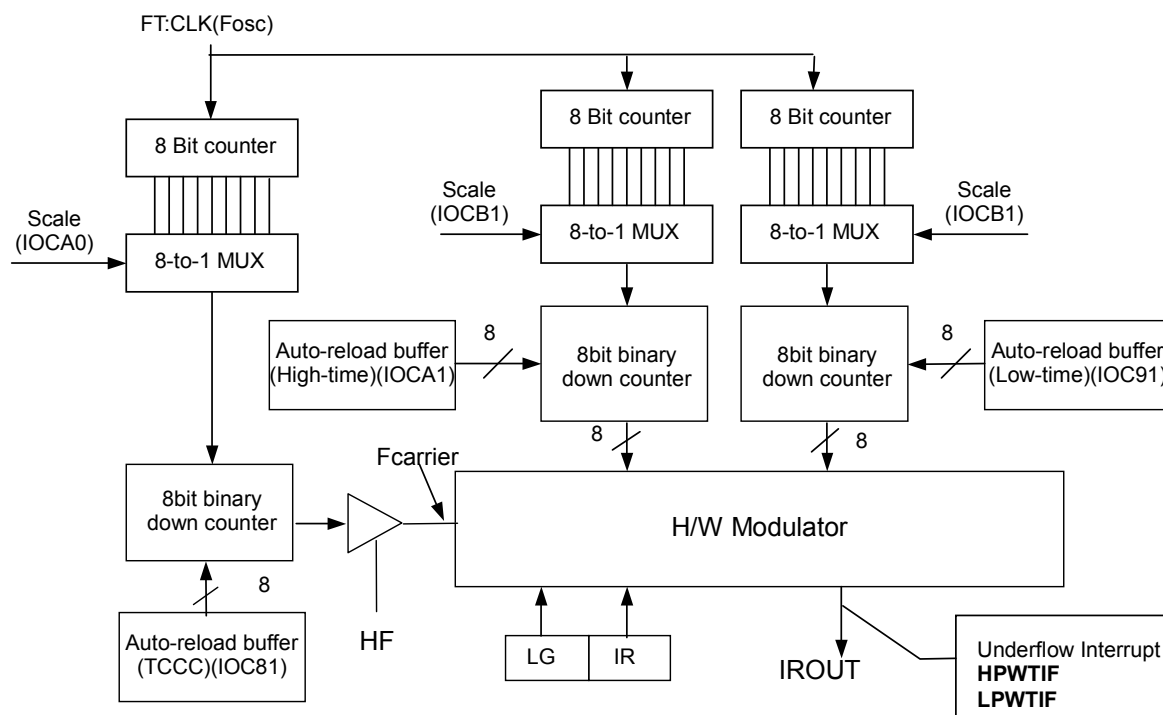 FT:CLK(Fosc)
8 Bit counter
8 Bit counter
8 Bit counter
Scale
(IOCA0)
8-to-1 MUX
Scale
(IOCB1)
8-to-1 MUX
8-to-1 MUX
Scale
(IOCB1)
Auto-reload buffer
(High-time)(IOCA1)
8
8bit binary
down counter
8bit binary
down counter
8
Auto-reload buffer
(Low-time)(IOC91)
8
8
8bit binary
down counter
Fcarrier
H/W Modulator
8
Auto-reload buffer
(TCCC)(IOC81)
HF
LG
IR
IROUT
Underflow Interrupt
HPWTIF
LPWTIF